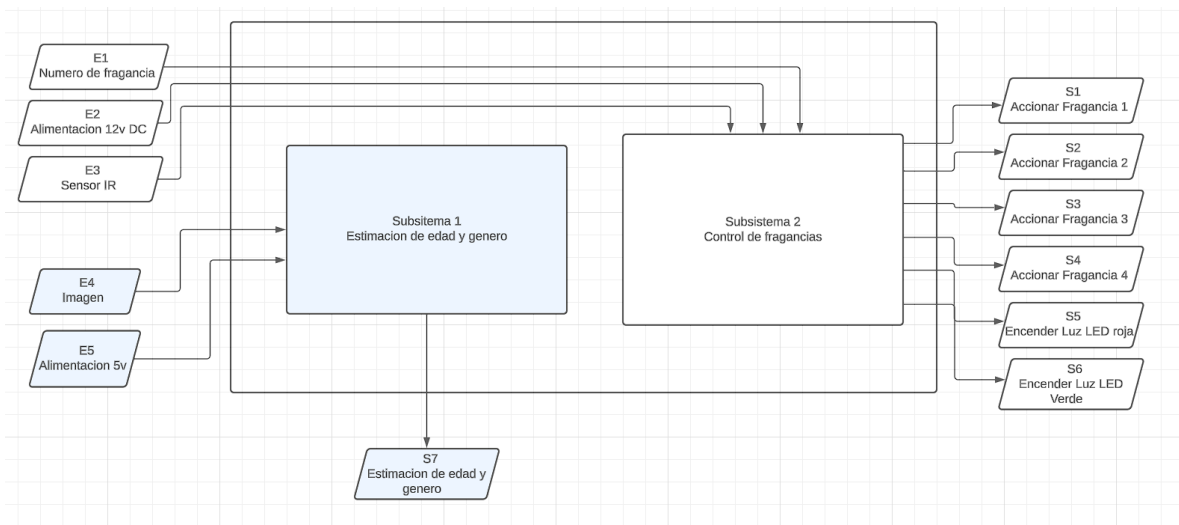 E1
Numero de fragancia
E2
Alimentacion 12v DC
E3
Sensor IR
E4
Imagen
E5
Alimentacion 5v
Subsitema 1
Estimacion de edad y genero
Subsistema 2
Control de fragancias
S1
Accionar Fragancia 1
S2
Accionar Fragancia 2
S3
Accionar Fragancia 3
S4
Accionar Fragancia 4
S5
Encender Luz LED roja
S6
Encender Luz LED
Verde
S7
Estimacion de edad y
genero